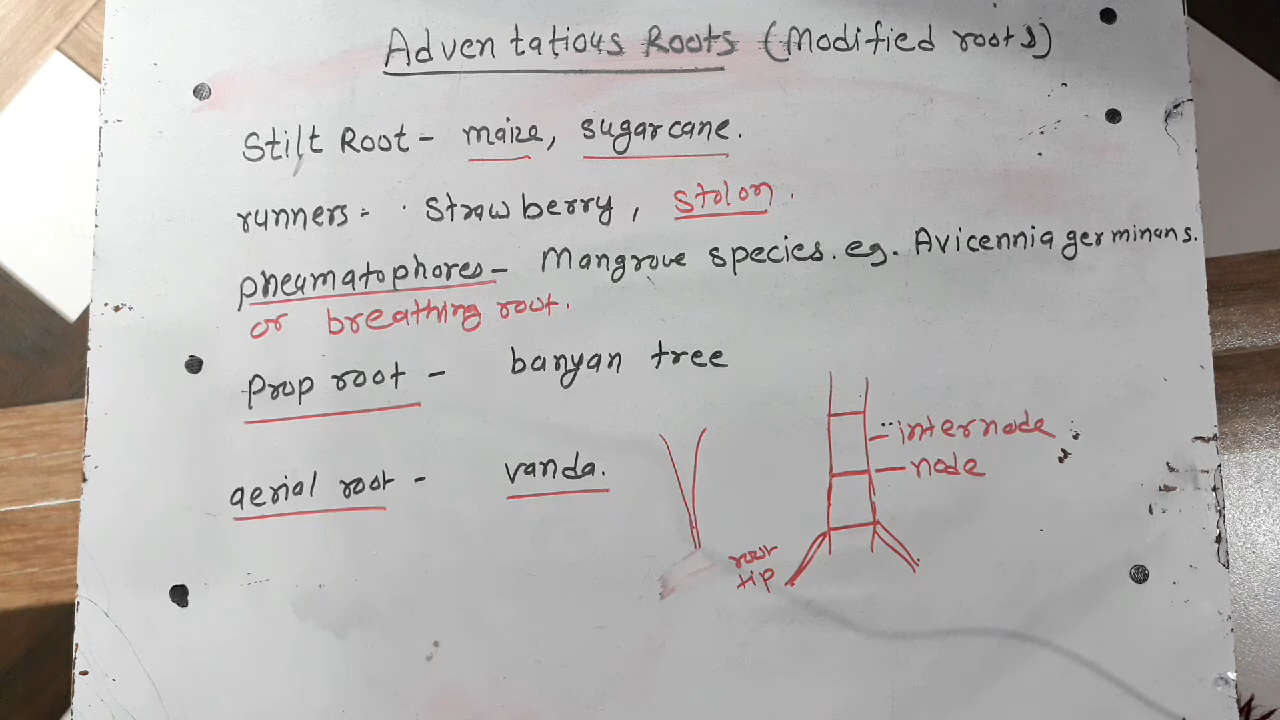 Adventatious Roots (Modified roots)
Stilt Root - maize, sugarcane.
runners - strawberry, stolon.
pneumatophores - Mangrove species. eg. Avicennia germinans.
or breathing root.
Prop root - banyan tree
aerial root - vanda.
internode
node
root
tip